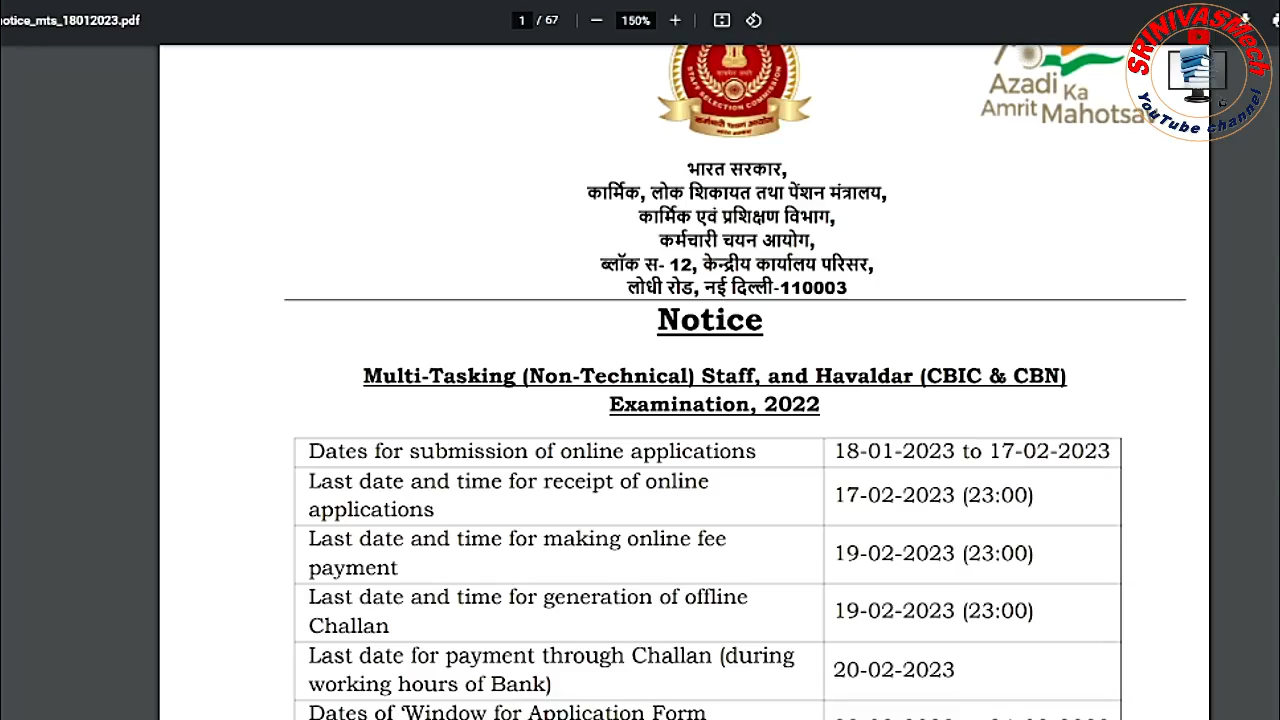 notice_mts_18012023.pdf
1 / 67
150%
SRINIVASMech
YouTube channel
STAFF SELECTION COMMISSION
Azadi
Ka
Amrit Mahotsa
भारत सरकार,
कार्मिक, लोक शिकायत तथा पेंशन मंत्रालय,
कार्मिक एवं प्रशिक्षण विभाग,
कर्मचारी चयन आयोग,
ब्लॉक स- 12, केन्द्रीय कार्यालय परिसर,
लोधी रोड, नई दिल्ली-110003
Notice
Multi-Tasking (Non-Technical) Staff, and Havaldar (CBIC & CBN)
Examination, 2022
Dates for submission of online applications 18-01-2023 to 17-02-2023
Last date and time for receipt of online
applications
17-02-2023 (23:00)
Last date and time for making online fee
payment
19-02-2023 (23:00)
Last date and time for generation of offline
Challan
19-02-2023 (23:00)
Last date for payment through Challan (during
working hours of Bank)
20-02-2023
Dates of ‘Window for Application Form